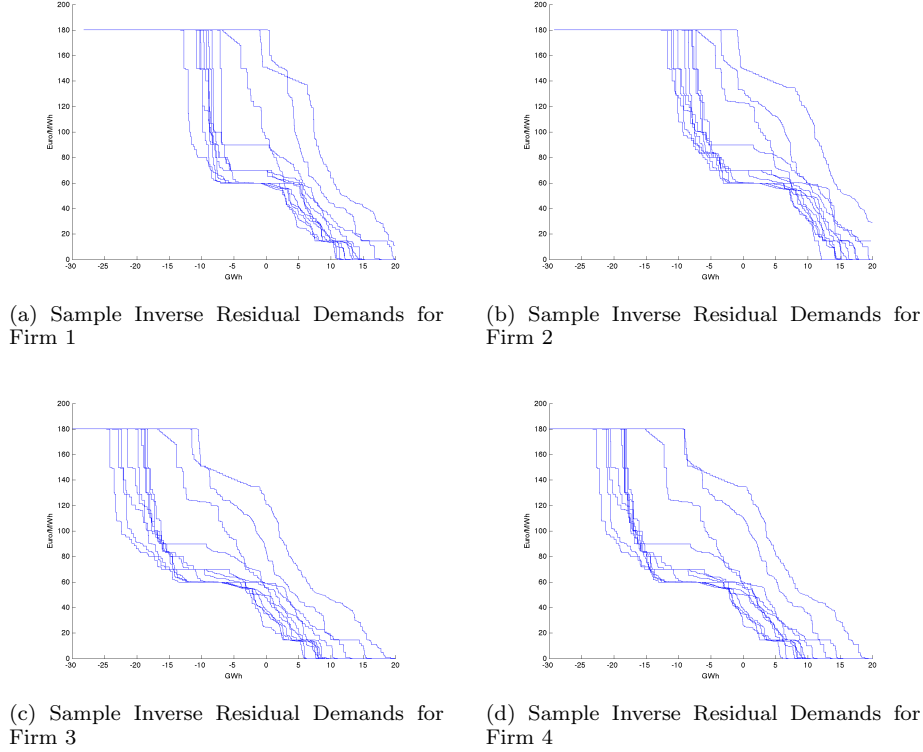 200
180
160
140
120
100
80
60
40
20
0
Euro/MWh
-30 -25 -20 -15 -10 -5 0 5 10 15 20
GWh
(a) Sample Inverse Residual Demands for
Firm 1
200
180
160
140
120
100
80
60
40
20
0
Euro/MWh
-30 -25 -20 -15 -10 -5 0 5 10 15 20
GWh
(b) Sample Inverse Residual Demands for
Firm 2
200
180
160
140
120
100
80
60
40
20
0
Euro/MWh
-30 -25 -20 -15 -10 -5 0 5 10 15 20
GWh
(c) Sample Inverse Residual Demands for
Firm 3
200
180
160
140
120
100
80
60
40
20
0
Euro/MWh
-30 -25 -20 -15 -10 -5 0 5 10 15 20
GWh
(d) Sample Inverse Residual Demands for
Firm 4